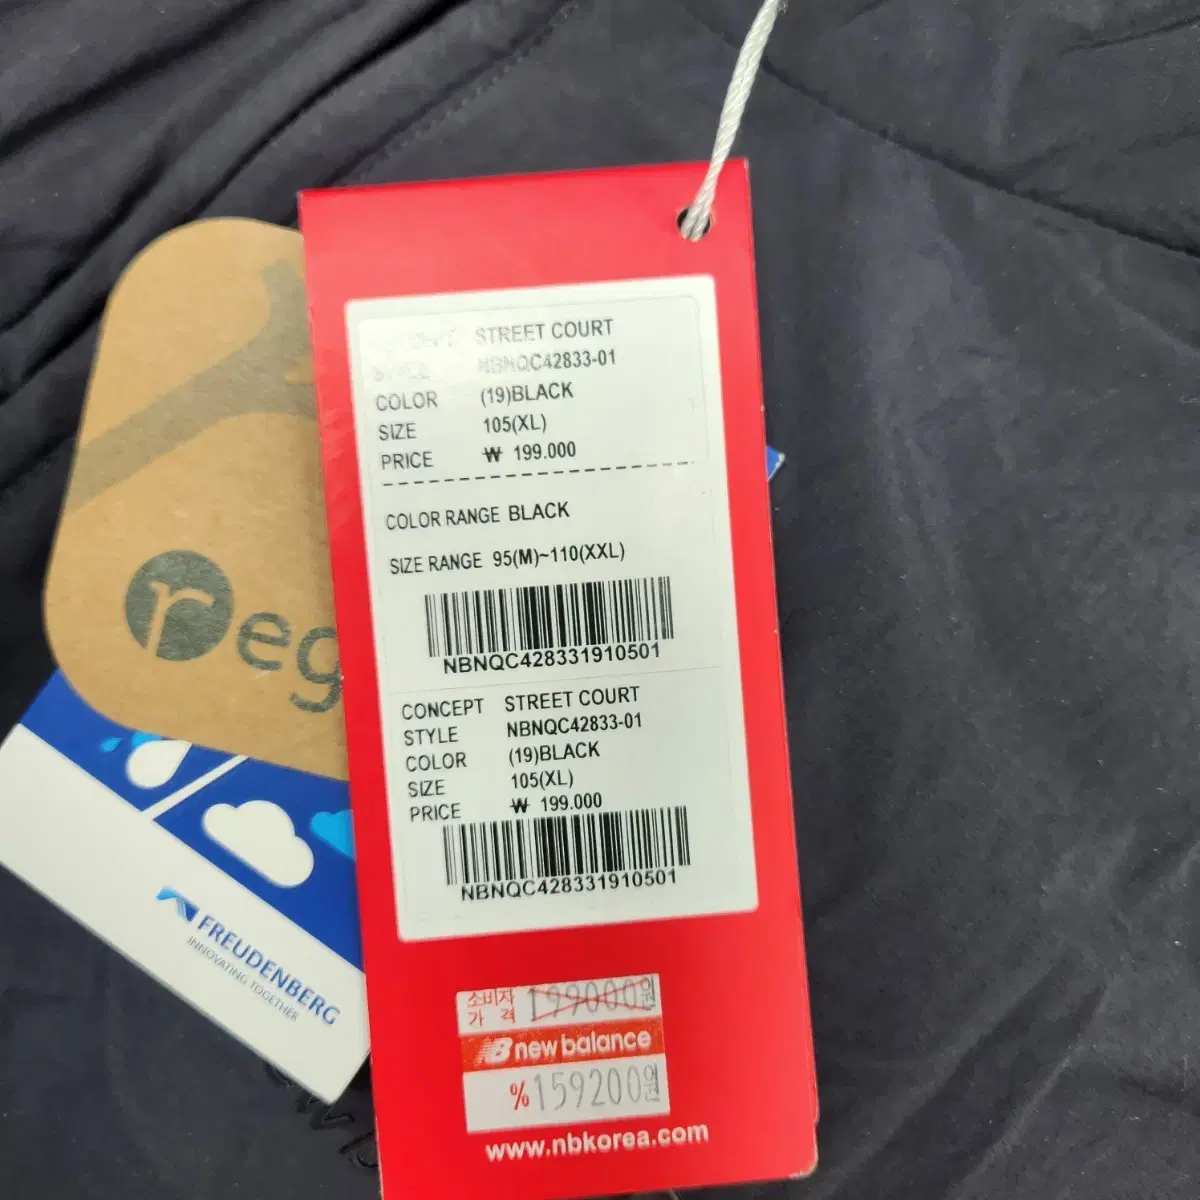 STREET COURT
NBNQC42833-01
COLOR (19)BLACK
SIZE 105(XL)
PRICE ₩ 199.000
COLOR RANGE BLACK
SIZE RANGE 95(M)~110(XXL)
NBNQC428331910501
CONCEPT STREET COURT
STYLE NBNQC42833-01
COLOR (19)BLACK
SIZE 105(XL)
PRICE ₩ 199.000
NBNQC428331910501
소비자
가 격 199000원
NB new balance
% 159200원
www.nbkorea.com
reg
FREUDENBERG
INNOVATING TOGETHER